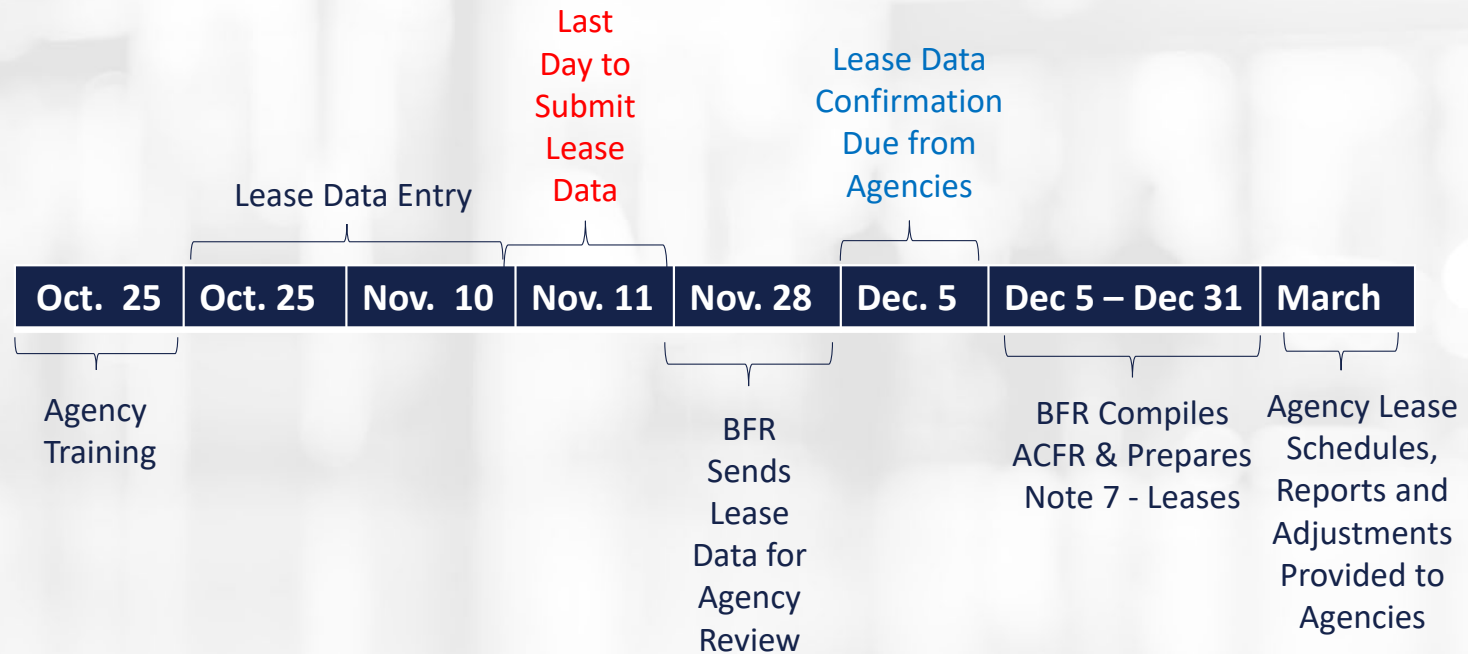 Last
Day to
Submit
Lease
Data
Lease Data
Confirmation
Due from
Agencies
Lease Data Entry
Oct. 25 Oct. 25 Nov. 10 Nov. 11 Nov. 28 Dec. 5 Dec 5 – Dec 31 March
Agency
Training
BFR
Sends
Lease
Data for
Agency
Review
BFR Compiles
ACFR & Prepares
Note 7 - Leases
Agency Lease
Schedules,
Reports and
Adjustments
Provided to
Agencies